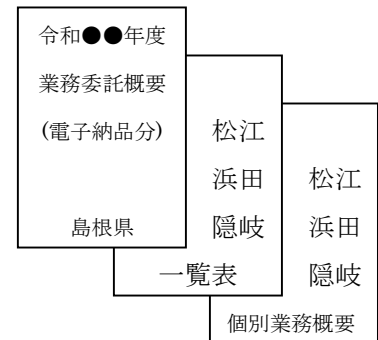 令和●●年度
業務委託概要
(電子納品分)
島根県
松江
浜田
隠岐
一覧表
松江
浜田
隠岐
個別業務概要